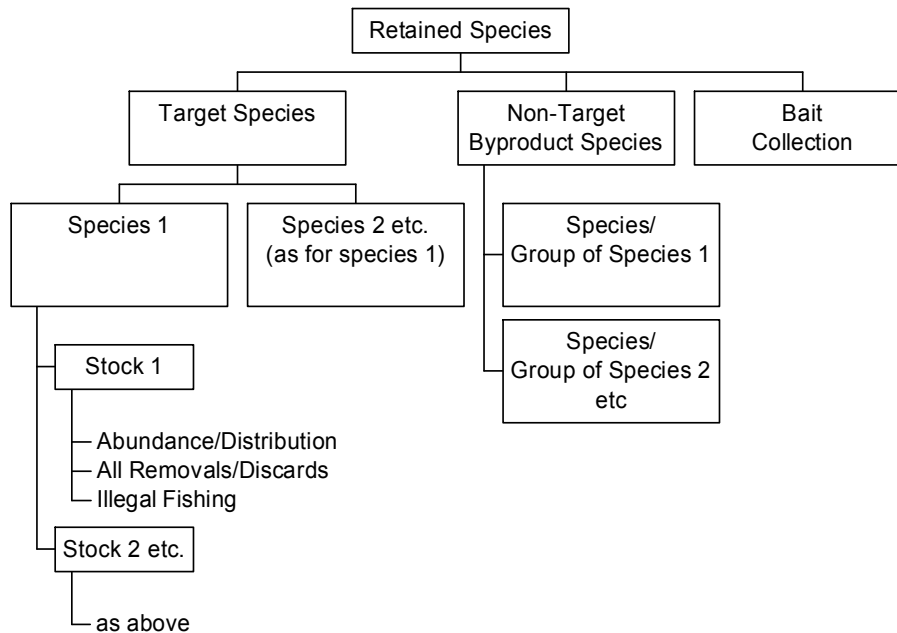 Retained Species
Target Species
Non-Target
Byproduct Species
Bait
Collection
Species 1
Species 2 etc.
(as for species 1)
Species/
Group of Species 1
Species/
Group of Species 2
etc
Stock 1
Abundance/Distribution
All Removals/Discards
Illegal Fishing
Stock 2 etc.
as above